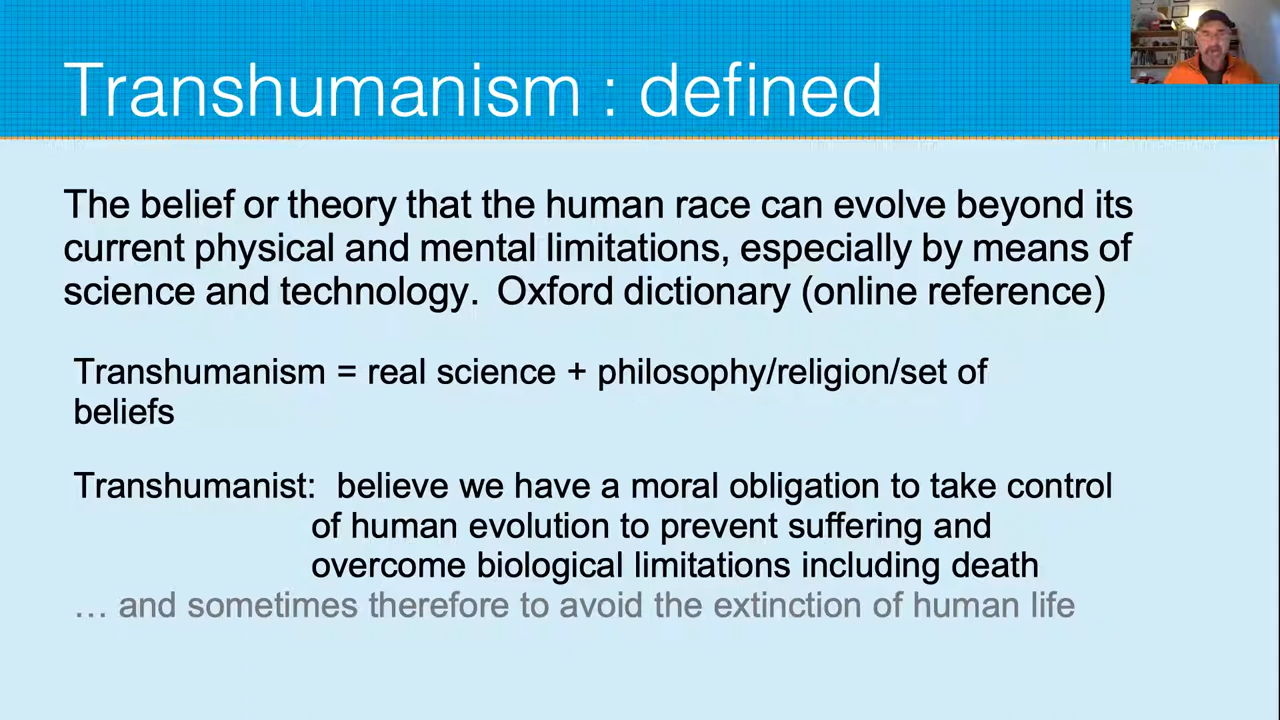 Transhumanism : defined
The belief or theory that the human race can evolve beyond its
current physical and mental limitations, especially by means of
science and technology.  Oxford dictionary (online reference)
Transhumanism = real science + philosophy/religion/set of
beliefs
Transhumanist:  believe we have a moral obligation to take control
of human evolution to prevent suffering and
overcome biological limitations including death
… and sometimes therefore to avoid the extinction of human life